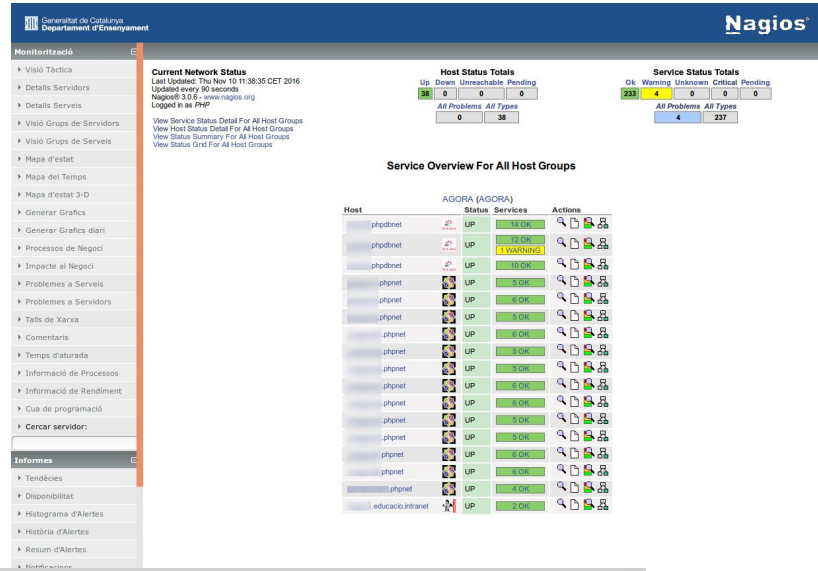 Generalitat de Catalunya
Departament d'Ensenyament
Nagios®
Monitorització
Visió Tàctica
Detalls Servidors
Detalls Serveis
Visió Grups de Servidors
Visió Grups de Serveis
Mapa d'estat
Mapa del Temps
Mapa d'estat 3-D
Generar Grafics
Generar Grafics diari
Processos de Negoci
Impacte al Negoci
Problemes a Serveis
Problemes a Servidors
Talls de Xarxa
Comentaris
Temps d'aturada
Informació de Processos
Informació de Rendiment
Cua de programació
Cercar servidor:
Informes
Tendècies
Disponibilitat
Histograma d'Alertes
Història d'Alertes
Resum d'Alertes
Notificacions
Current Network Status
Last Updated: Thu Nov 10 11:38:35 CET 2016
Updated every 90 seconds
Nagios® 3.0.6 - www.nagios.org
Logged in as PHP
View Service Status Detail For All Host Groups
View Host Status Detail For All Host Groups
View Status Summary For All Host Groups
View Status Grid For All Host Groups
Host Status Totals
Up Down Unreachable Pending
38 0 0 0
All Problems All Types
0 38
Service Status Totals
Ok Warning Unknown Critical Pending
233 4 0 0 0
All Problems All Types
4 237
Service Overview For All Host Groups
AGORA (AGORA)
Host Status Services Actions
phpdbnet UP 14 OK
phpdbnet UP 12 OK
1 WARNING
phpdbnet UP 10 OK
.phpnet UP 5 OK
.phpnet UP 6 OK
.phpnet UP 5 OK
.phpnet UP 6 OK
.phpnet UP 5 OK
.phpnet UP 5 OK
.phpnet UP 6 OK
.phpnet UP 6 OK
.phpnet UP 5 OK
.phpnet UP 5 OK
phpnet UP 6 OK
phpnet UP 6 OK
.phpnet UP 4 OK
.educacio.intranet UP 2 OK